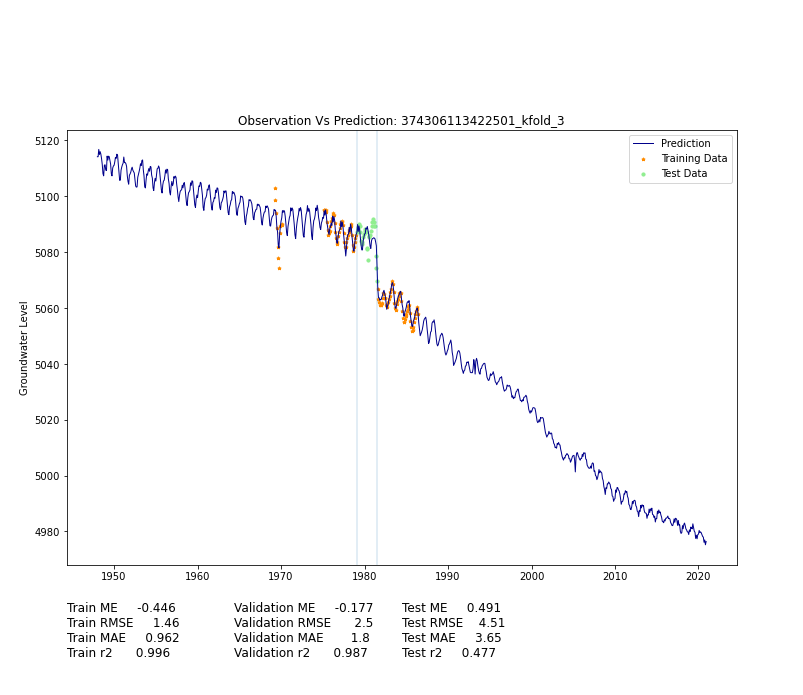 Observation Vs Prediction: 374306113422501_kfold_3
Prediction
Training Data
Test Data
5120
5100
5080
5060
5040
5020
5000
4980
Groundwater Level
1950 1960 1970 1980 1990 2000 2010 2020
Train ME -0.446 Validation ME -0.177 Test ME 0.491
Train RMSE 1.46 Validation RMSE 2.5 Test RMSE 4.51
Train MAE 0.962 Validation MAE 1.8 Test MAE 3.65
Train r2 0.996 Validation r2 0.987 Test r2 0.477